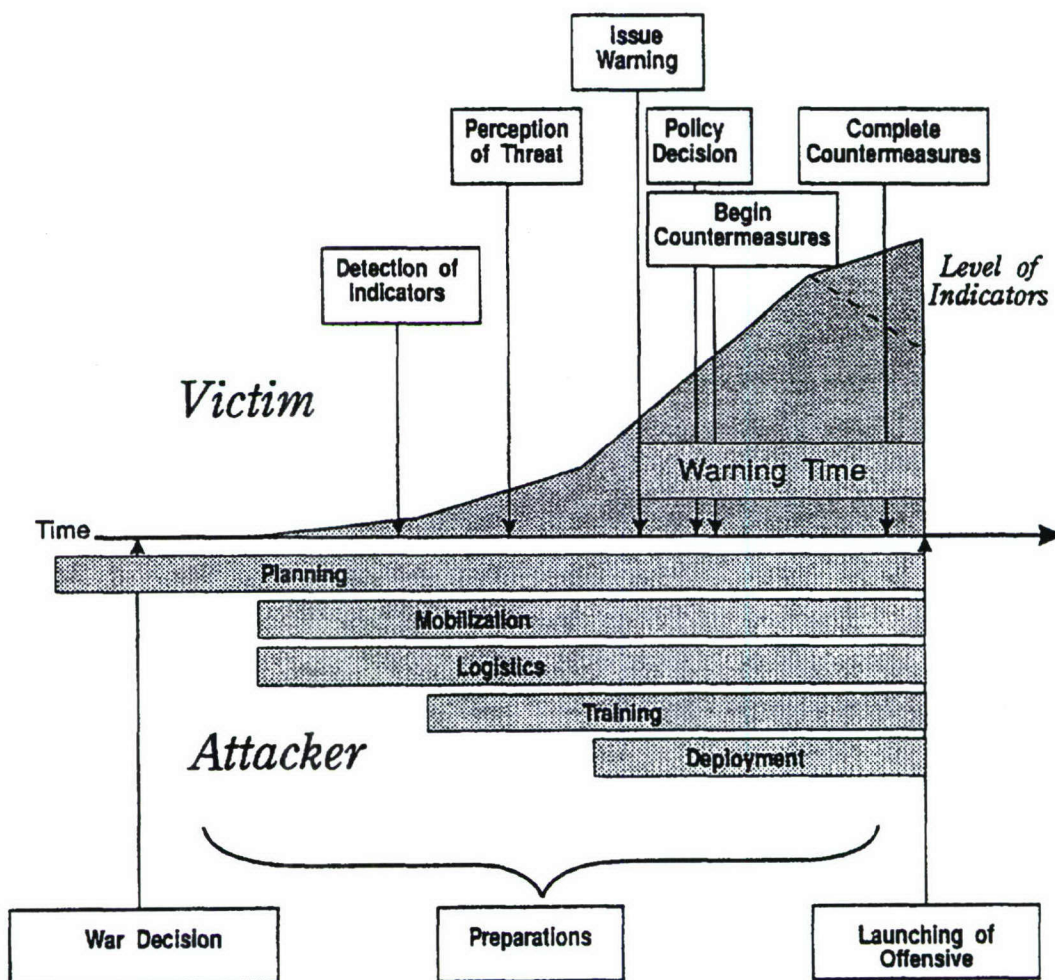 Issue
Warning
Perception
of Threat
Policy
Decision
Complete
Countermeasures
Begin
Countermeasures
Detection of
Indicators
Level of
Indicators
Victim
Warning Time
Time
Planning
Mobilization
Logistics
Training
Attacker
Deployment
War Decision
Preparations
Launching of
Offensive